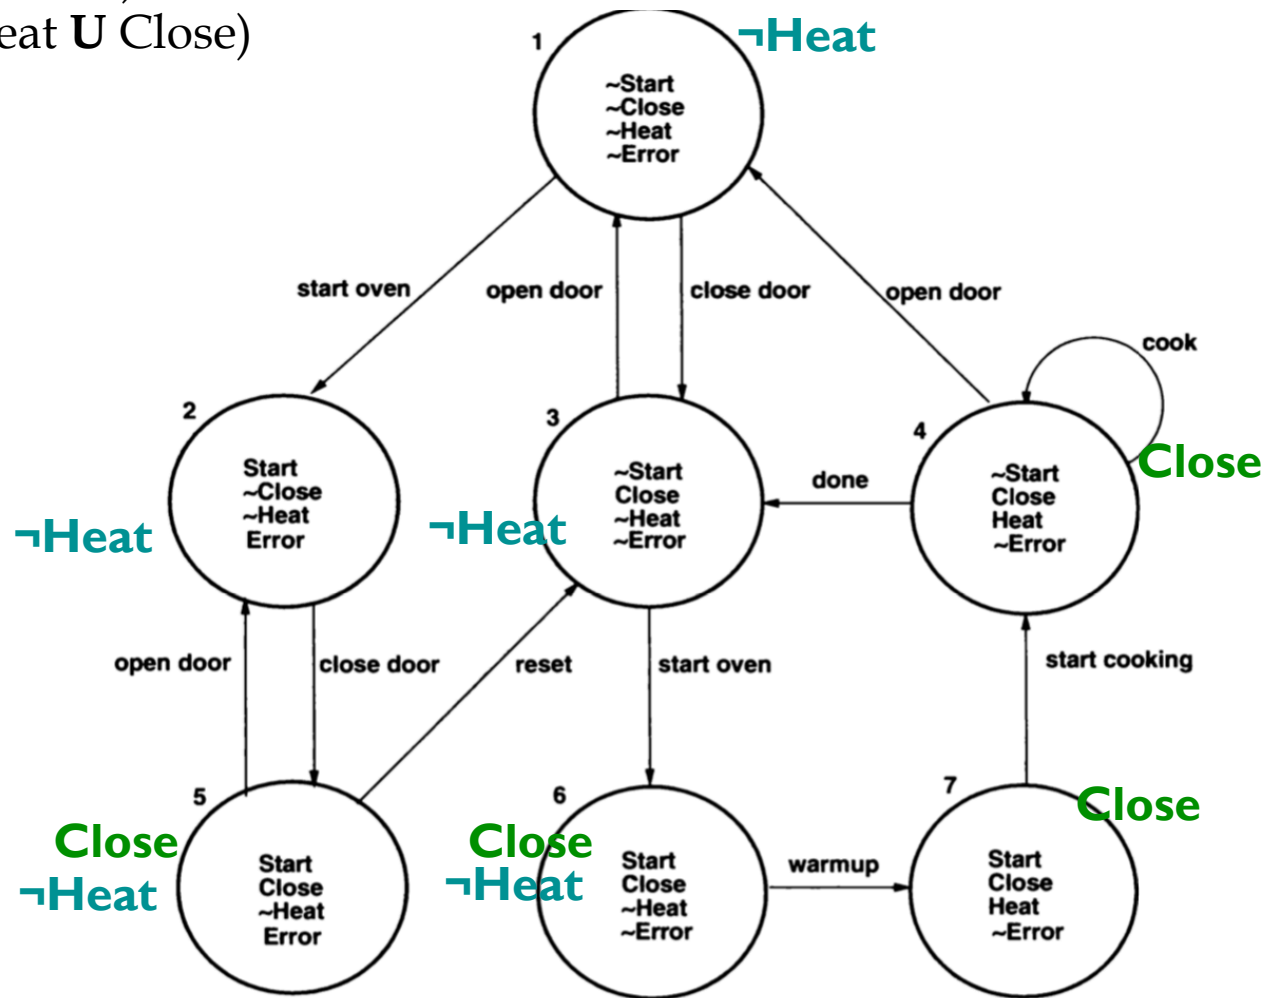 eat U Close)
1
¬Heat
~Start
~Close
~Heat
~Error
start oven
open door
close door
open door
cook
2
Start
~Close
~Heat
Error
¬Heat
3
~Start
Close
~Heat
~Error
¬Heat
done
4
~Start
Close
Heat
~Error
Close
open door
close door
reset
start oven
start cooking
5
Close
¬Heat
Start
Close
~Heat
Error
6
Close
¬Heat
Start
Close
~Heat
~Error
warmup
7
Close
Start
Close
Heat
~Error